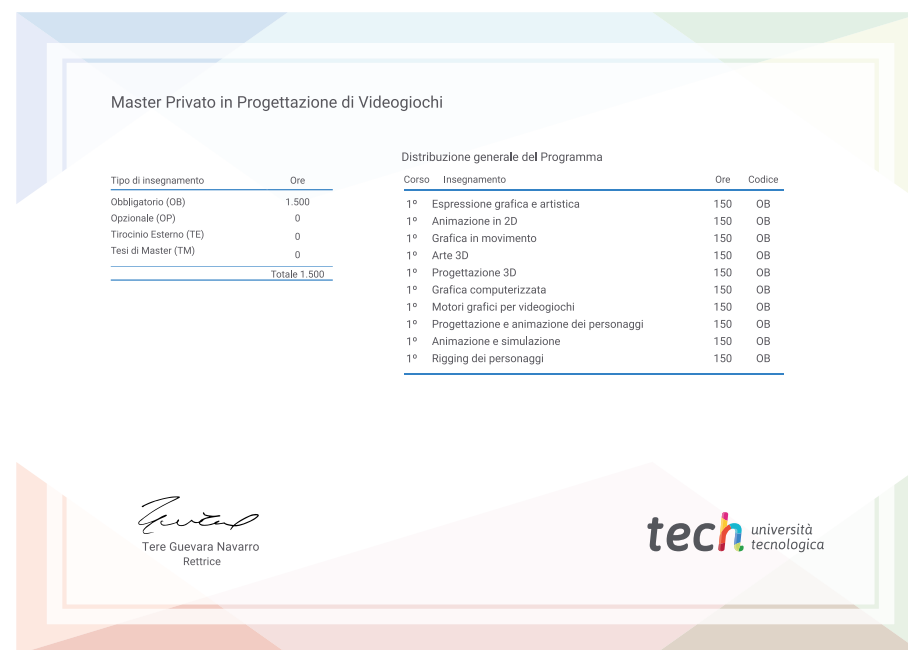 Master Privato in Progettazione di Videogiochi
Tipo di insegnamento Ore
Obbligatorio (OB) 1.500
Opzionale (OP) 0
Tirocinio Esterno (TE) 0
Tesi di Master (TM) 0
Totale 1.500
Distribuzione generale del Programma
Corso Insegnamento Ore Codice
1º Espressione grafica e artistica 150 OB
1º Animazione in 2D 150 OB
1º Grafica in movimento 150 OB
1º Arte 3D 150 OB
1º Progettazione 3D 150 OB
1º Grafica computerizzata 150 OB
1º Motori grafici per videogiochi 150 OB
1º Progettazione e animazione dei personaggi 150 OB
1º Animazione e simulazione 150 OB
1º Rigging dei personaggi 150 OB
Tere Guevara Navarro
Rettrice
tech università
tecnologica